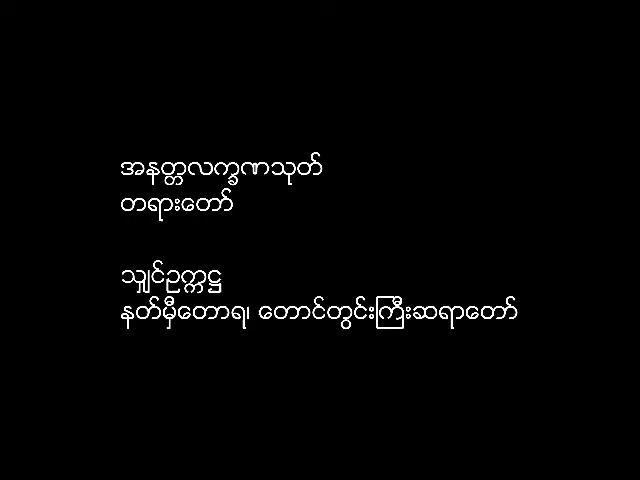 အနတ္တလက္ခဏသုတ်
တရားတော်
သျှင်ဥက္ကဋ္ဌ
နတ်မှီတောရ၊ တောင်တွင်းကြီးဆရာတော်